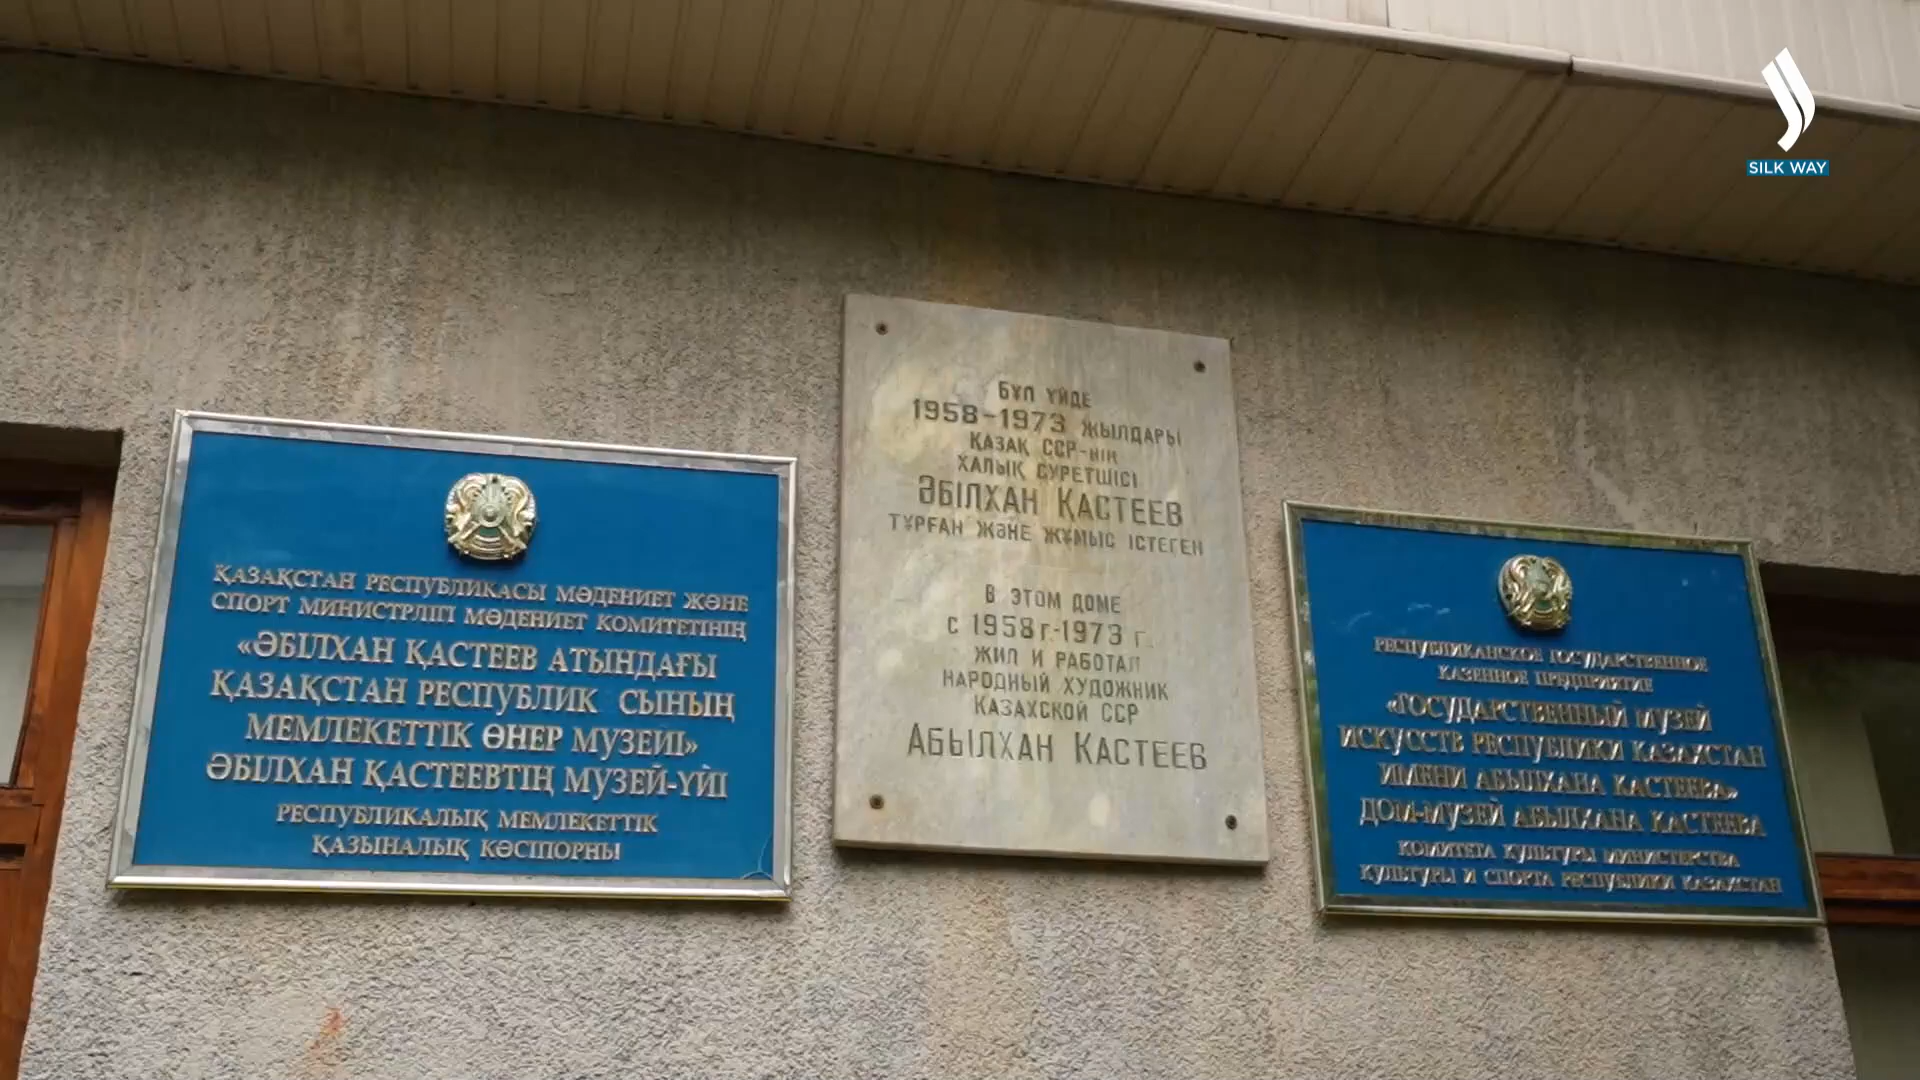 SILK WAY
ҚАЗАҚСТАН РЕСПУБЛИКАСЫ МӘДЕНИЕТ ЖӘНЕ
СПОРТ МИНИСТРЛІГІ МӘДЕНИЕТ КОМИТЕТІНІҢ
«ӘБІЛХАН ҚАСТЕЕВ АТЫНДАҒЫ
ҚАЗАҚСТАН РЕСПУБЛИК СЫНЫҢ
МЕМЛЕКЕТТІК ӨНЕР МУЗЕЙІ»
ӘБІЛХАН ҚАСТЕЕВТІҢ МУЗЕЙ-ҮЙІ
РЕСПУБЛИКАЛЫҚ МЕМЛЕКЕТТІК
ҚАЗЫНАЛЫҚ КӘСІПОРНЫ
БҰЛ ҮЙДЕ
1958-1973 ЖЫЛДАРЫ
ҚАЗАҚ ССР-НІҢ
ХАЛЫҚ СУРЕТШІСІ
ӘБІЛХАН ҚАСТЕЕВ
ТҰРҒАН ЖӘНЕ ЖҰМЫС ІСТЕГЕН
В ЭТОМ ДОМЕ
С 1958 Г.-1973 Г.
ЖИЛ И РАБОТАЛ
НАРОДНЫЙ ХУДОЖНИК
КАЗАХСКОЙ ССР
АБЫЛХАН КАСТЕЕВ
РЕСПУБЛИКАНСКОЕ ГОСУДАРСТВЕННОЕ
КАЗЕННОЕ ПРЕДПРИЯТИЕ
«ГОСУДАРСТВЕННЫЙ МУЗЕЙ
ИСКУССТВ РЕСПУБЛИКИ КАЗАХСТАН
ИМЕНИ АБЫЛХАНА КАСТЕЕВА»
ДОМ-МУЗЕЙ АБЫЛХАНА КАСТЕЕВА
КОМИТЕТА КУЛЬТУРЫ МИНИСТЕРСТВА
КУЛЬТУРЫ И СПОРТА РЕСПУБЛИКИ КАЗАХСТАН